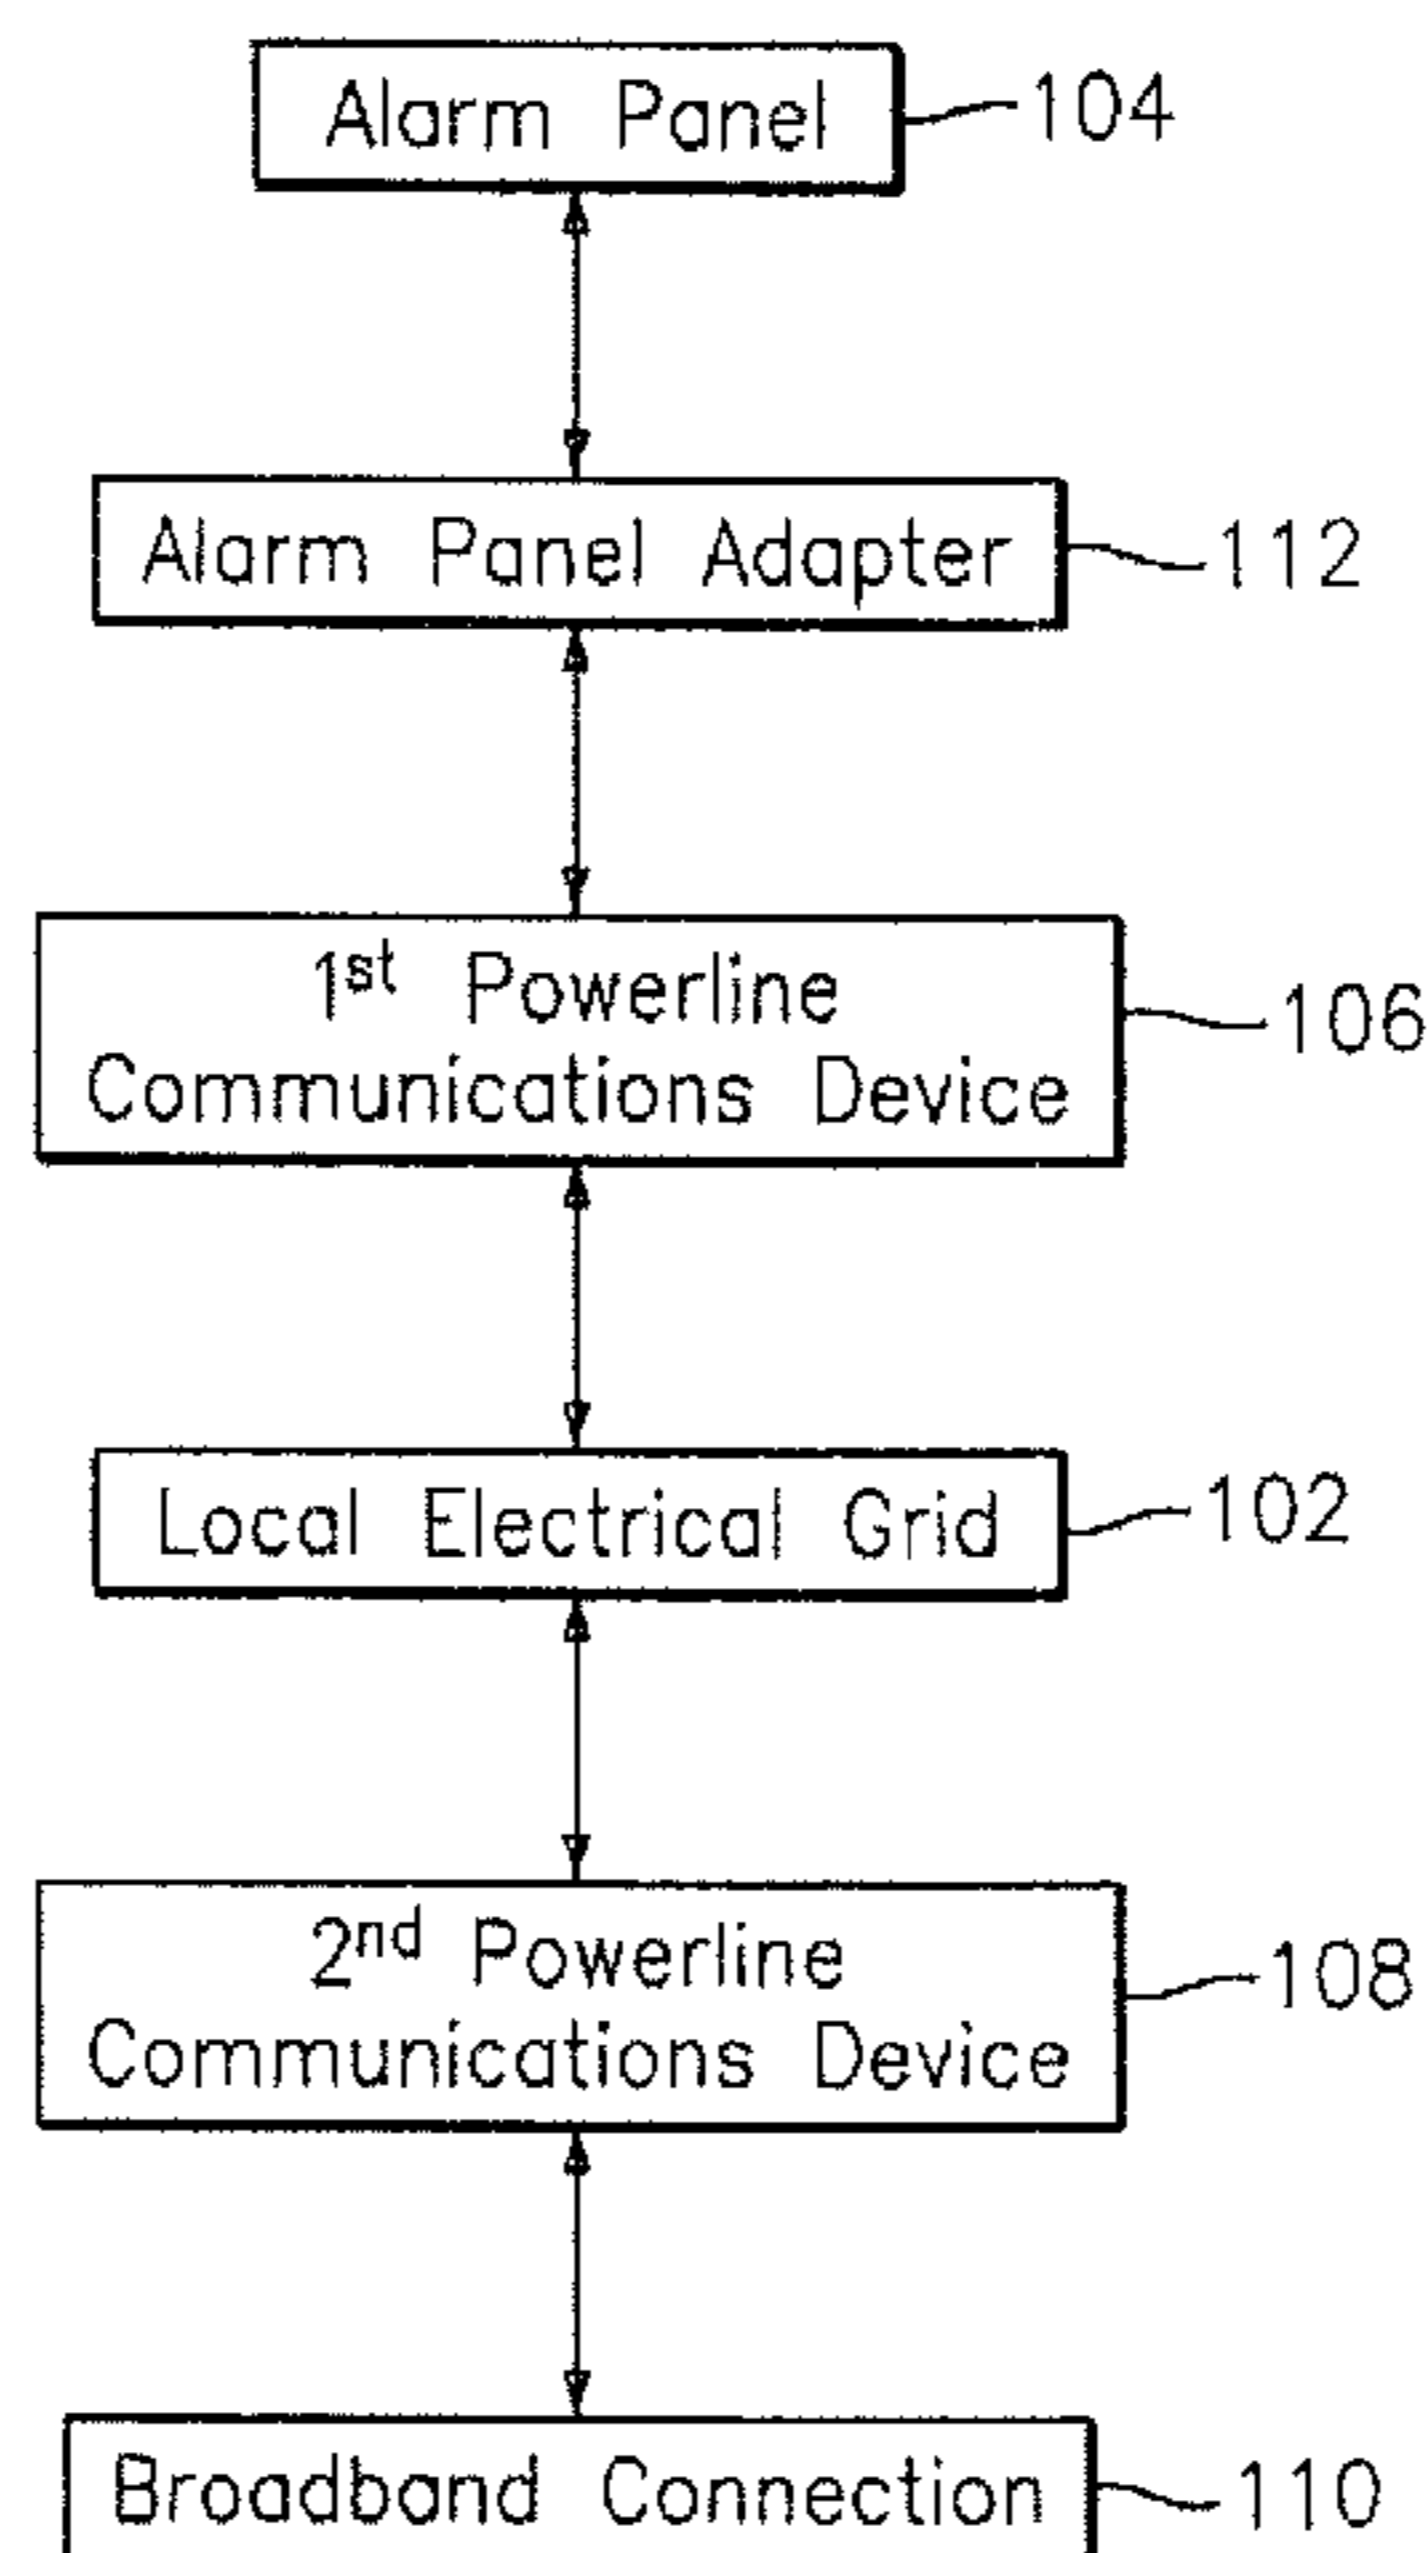 Alarm Panel
104
Alarm Panel Adapter
112
1st Powerline
Communications Device
106
Local Electrical Grid
102
2nd Powerline
Communications Device
108
Broadband Connection
110